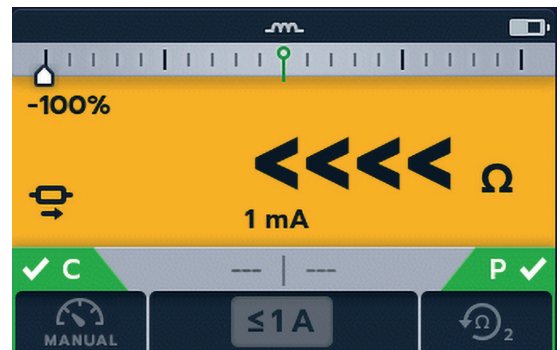 -100%
<<<< Ω
1 mA
C --- | --- P
MANUAL ≤1A Ω2